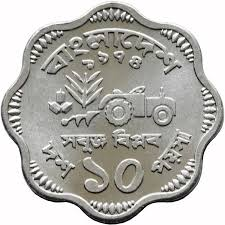 বাংলাদেশ
১৯৭৪
সবুজ বিপ্লব
দশ ১০ পয়সা